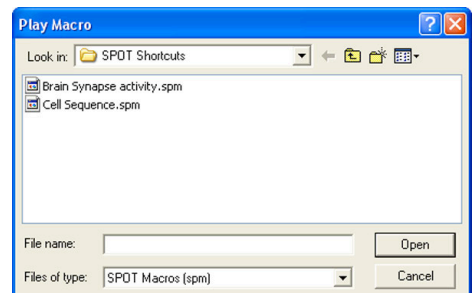 Play Macro
Look in: SPOT Shortcuts
Brain Synapse activity.spm
Cell Sequence.spm
File name: Open
Files of type: SPOT Macros (spm) Cancel